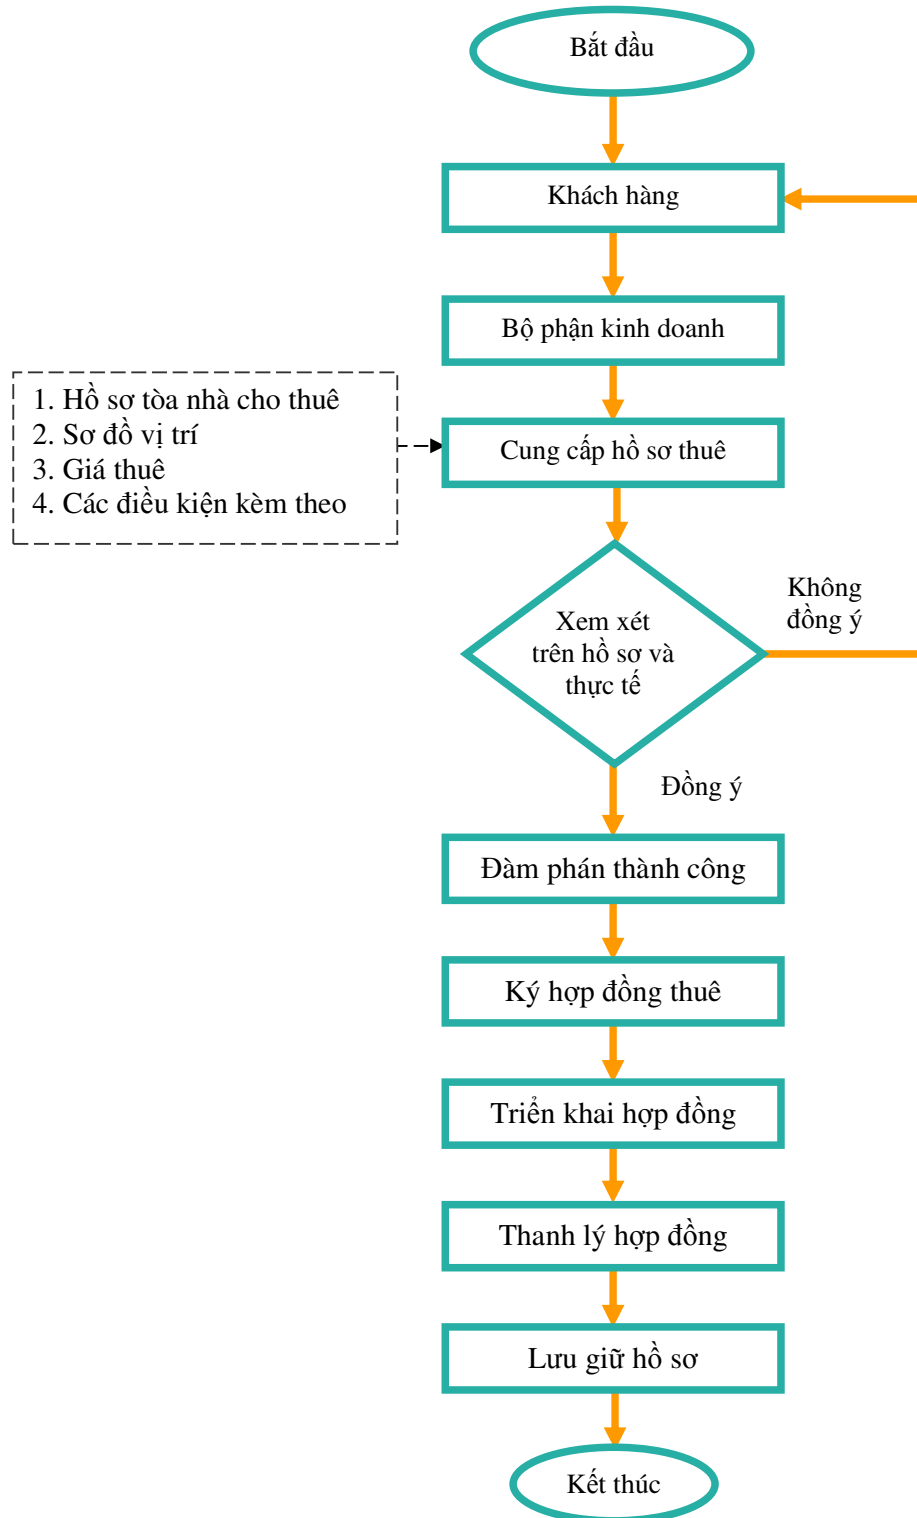 Bắt đầu
Khách hàng
Bộ phận kinh doanh
1. Hồ sơ tòa nhà cho thuê
2. Sơ đồ vị trí
3. Giá thuê
4. Các điều kiện kèm theo
Cung cấp hồ sơ thuê
Không
đồng ý
Xem xét
trên hồ sơ và
thực tế
Đồng ý
Đàm phán thành công
Ký hợp đồng thuê
Triển khai hợp đồng
Thanh lý hợp đồng
Lưu giữ hồ sơ
Kết thúc